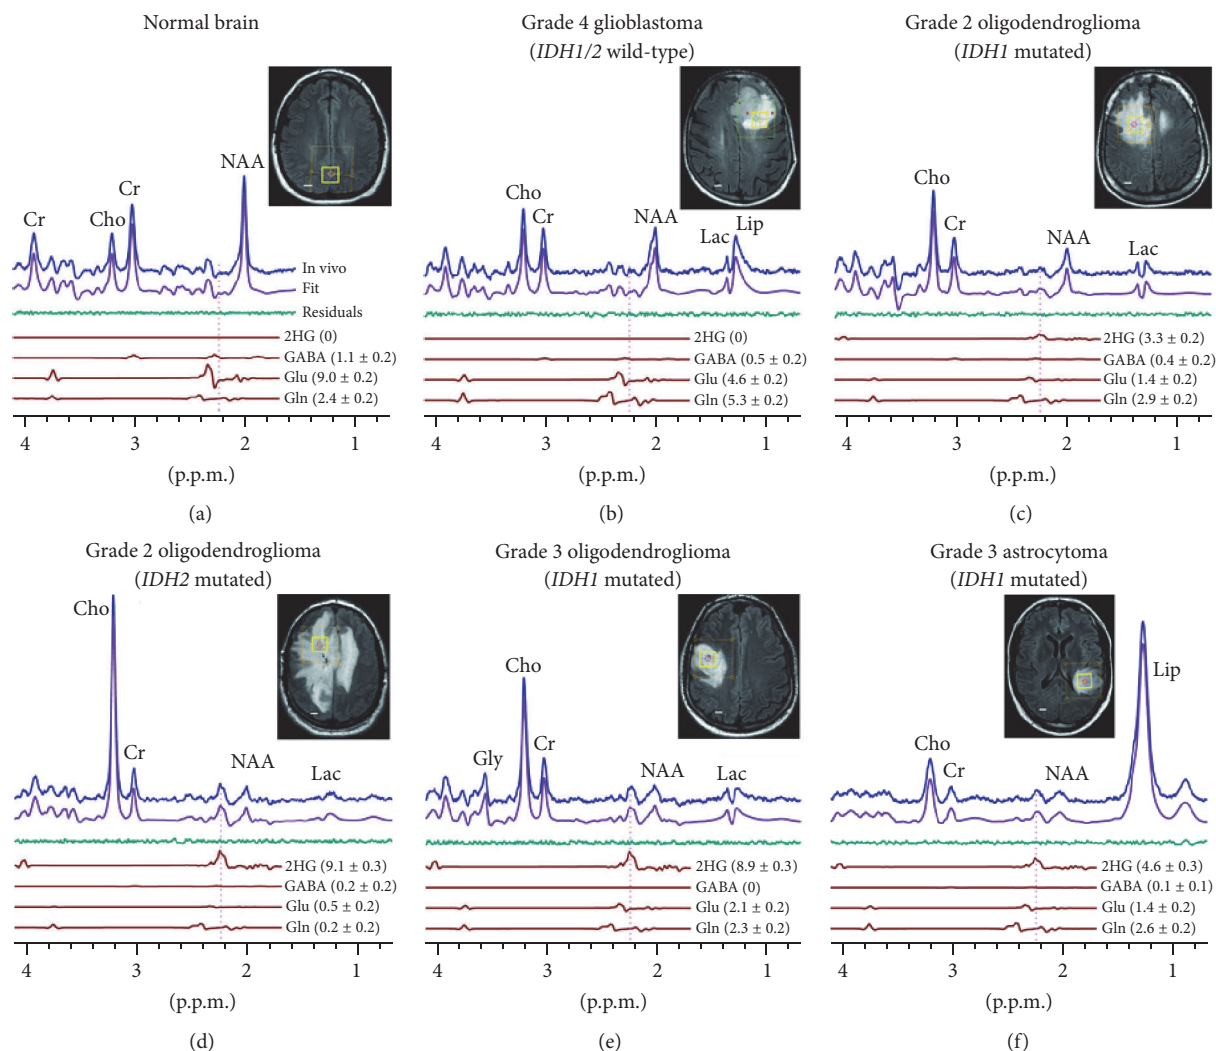 Normal brain
NAA
Cr
Cr
Cho
In vivo
Fit
Residuals
2HG (0)
GABA (1.1 ± 0.2)
Glu (9.0 ± 0.2)
Gln (2.4 ± 0.2)
4 3 2 1
(p.p.m.)
(a)
Grade 4 glioblastoma
(IDH1/2 wild-type)
Cho
Cr
NAA
Lac
Lip
2HG (0)
GABA (0.5 ± 0.2)
Glu (4.6 ± 0.2)
Gln (5.3 ± 0.2)
4 3 2 1
(p.p.m.)
(b)
Grade 2 oligodendroglioma
(IDH1 mutated)
Cho
Cr
NAA
Lac
2HG (3.3 ± 0.2)
GABA (0.4 ± 0.2)
Glu (1.4 ± 0.2)
Gln (2.9 ± 0.2)
4 3 2 1
(p.p.m.)
(c)
Grade 2 oligodendroglioma
(IDH2 mutated)
Cho
Cr
NAA
Lac
2HG (9.1 ± 0.3)
GABA (0.2 ± 0.2)
Glu (0.5 ± 0.2)
Gln (0.2 ± 0.2)
4 3 2 1
(p.p.m.)
(d)
Grade 3 oligodendroglioma
(IDH1 mutated)
Cho
Gly
Cr
NAA
Lac
2HG (8.9 ± 0.3)
GABA (0)
Glu (2.1 ± 0.2)
Gln (2.3 ± 0.2)
4 3 2 1
(p.p.m.)
(e)
Grade 3 astrocytoma
(IDH1 mutated)
Lip
Cho
Cr
NAA
2HG (4.6 ± 0.3)
GABA (0.1 ± 0.1)
Glu (1.4 ± 0.2)
Gln (2.6 ± 0.2)
4 3 2 1
(p.p.m.)
(f)